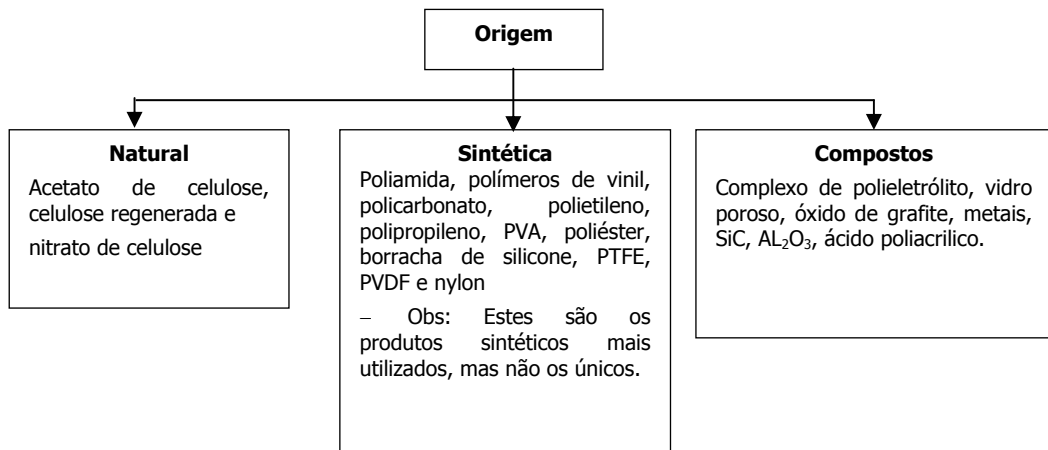 Origem
Natural
Acetato de celulose,
celulose regenerada e
nitrato de celulose
Sintética
Poliamida, polímeros de vinil,
policarbonato, polietileno,
polipropileno, PVA, poliéster,
borracha de silicone, PTFE,
PVDF e nylon
– Obs: Estes são os
produtos sintéticos mais
utilizados, mas não os únicos.
Compostos
Complexo de polieletrólito, vidro
poroso, óxido de grafite, metais,
SiC, AL₂O₃, ácido poliacrilico.